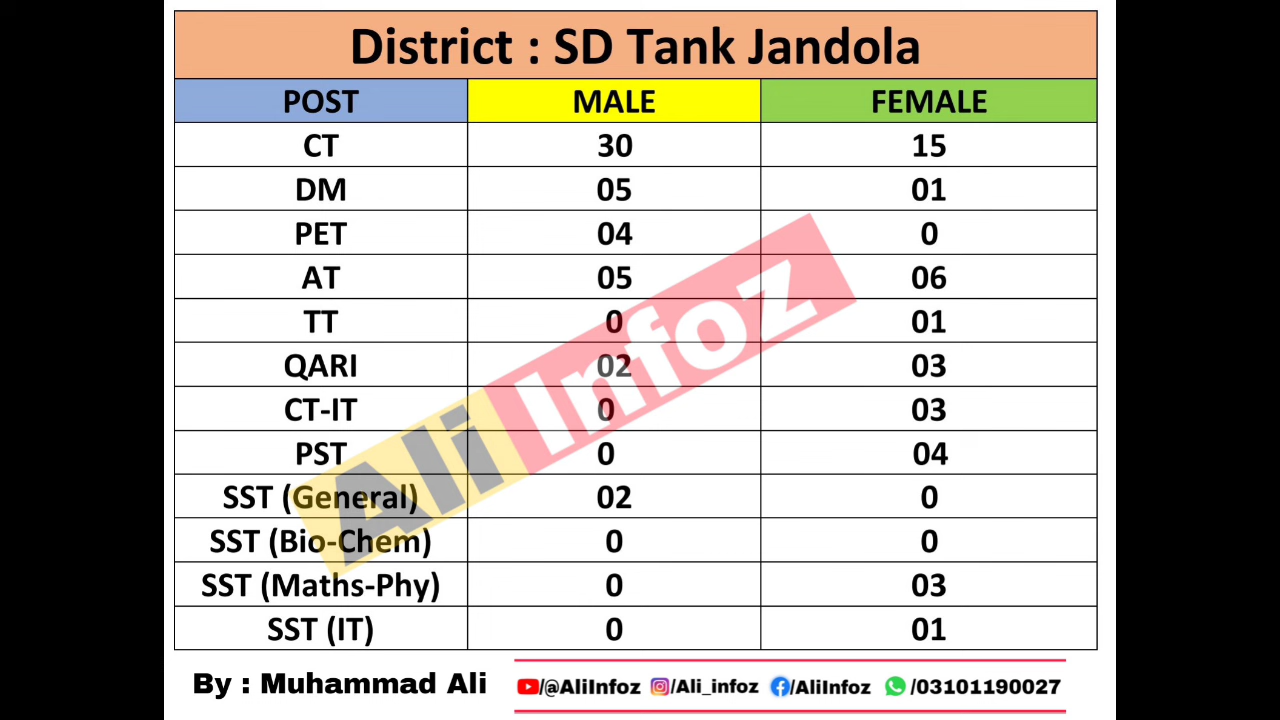 District : SD Tank Jandola
POST MALE FEMALE
CT 30 15
DM 05 01
PET 04 0
AT 05 06
TT 0 01
QARI 02 03
CT-IT 0 03
PST 0 04
SST (General) 02 0
SST (Bio-Chem) 0 0
SST (Maths-Phy) 0 03
SST (IT) 0 01
Ali Infoz
By : Muhammad Ali /@AliInfoz /Ali_infoz /AliInfoz /03101190027